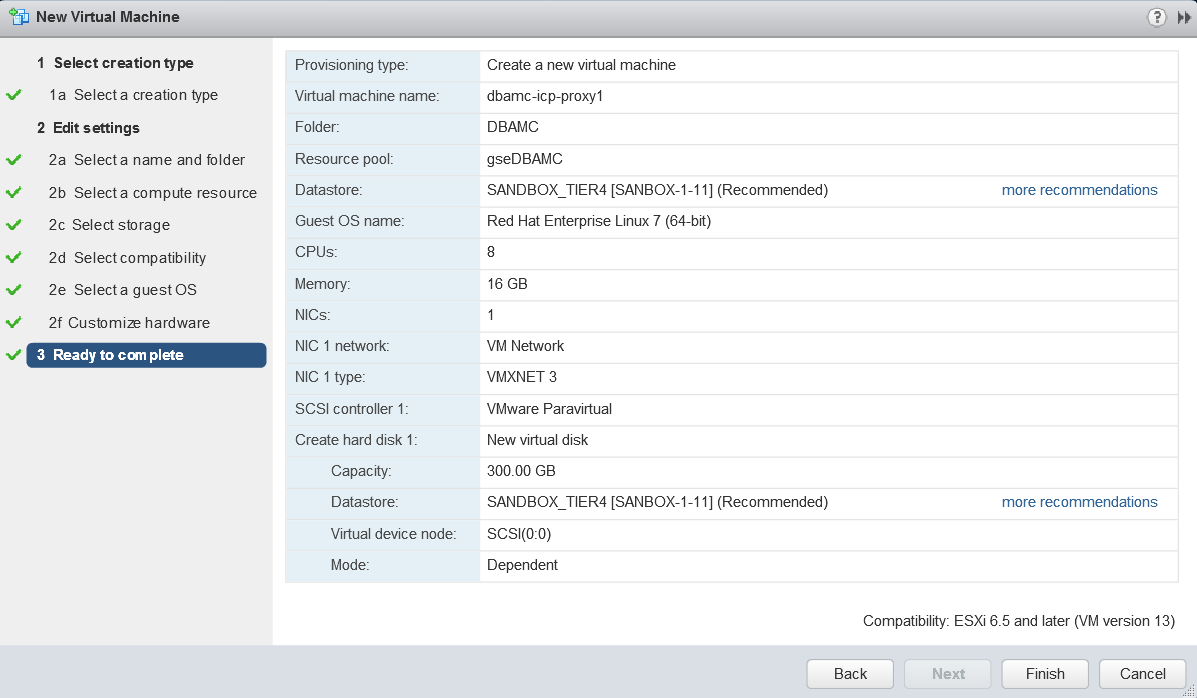 New Virtual Machine
?
1 Select creation type
1a Select a creation type
2 Edit settings
2a Select a name and folder
2b Select a compute resource
2c Select storage
2d Select compatibility
2e Select a guest OS
2f Customize hardware
3 Ready to complete
Provisioning type: Create a new virtual machine
Virtual machine name: dbamc-icp-proxy1
Folder: DBAMC
Resource pool: gseDBAMC
Datastore: SANDBOX_TIER4 [SANBOX-1-11] (Recommended) more recommendations
Guest OS name: Red Hat Enterprise Linux 7 (64-bit)
CPUs: 8
Memory: 16 GB
NICs: 1
NIC 1 network: VM Network
NIC 1 type: VMXNET 3
SCSI controller 1: VMware Paravirtual
Create hard disk 1: New virtual disk
Capacity: 300.00 GB
Datastore: SANDBOX_TIER4 [SANBOX-1-11] (Recommended) more recommendations
Virtual device node: SCSI(0:0)
Mode: Dependent
Compatibility: ESXi 6.5 and later (VM version 13)
Back Next Finish Cancel